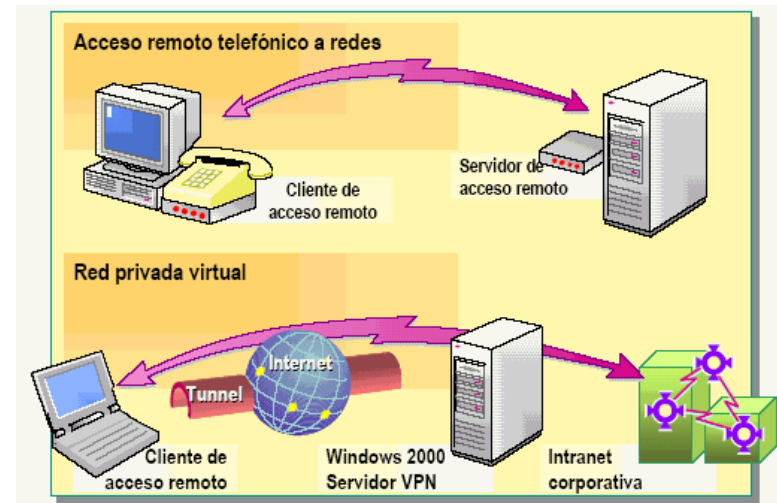 Acceso remoto telefónico a redes
Cliente de
acceso remoto
Servidor de
acceso remoto
Red privada virtual
Internet
Tunnel
Cliente de
acceso remoto
Windows 2000
Servidor VPN
Intranet
corporativa